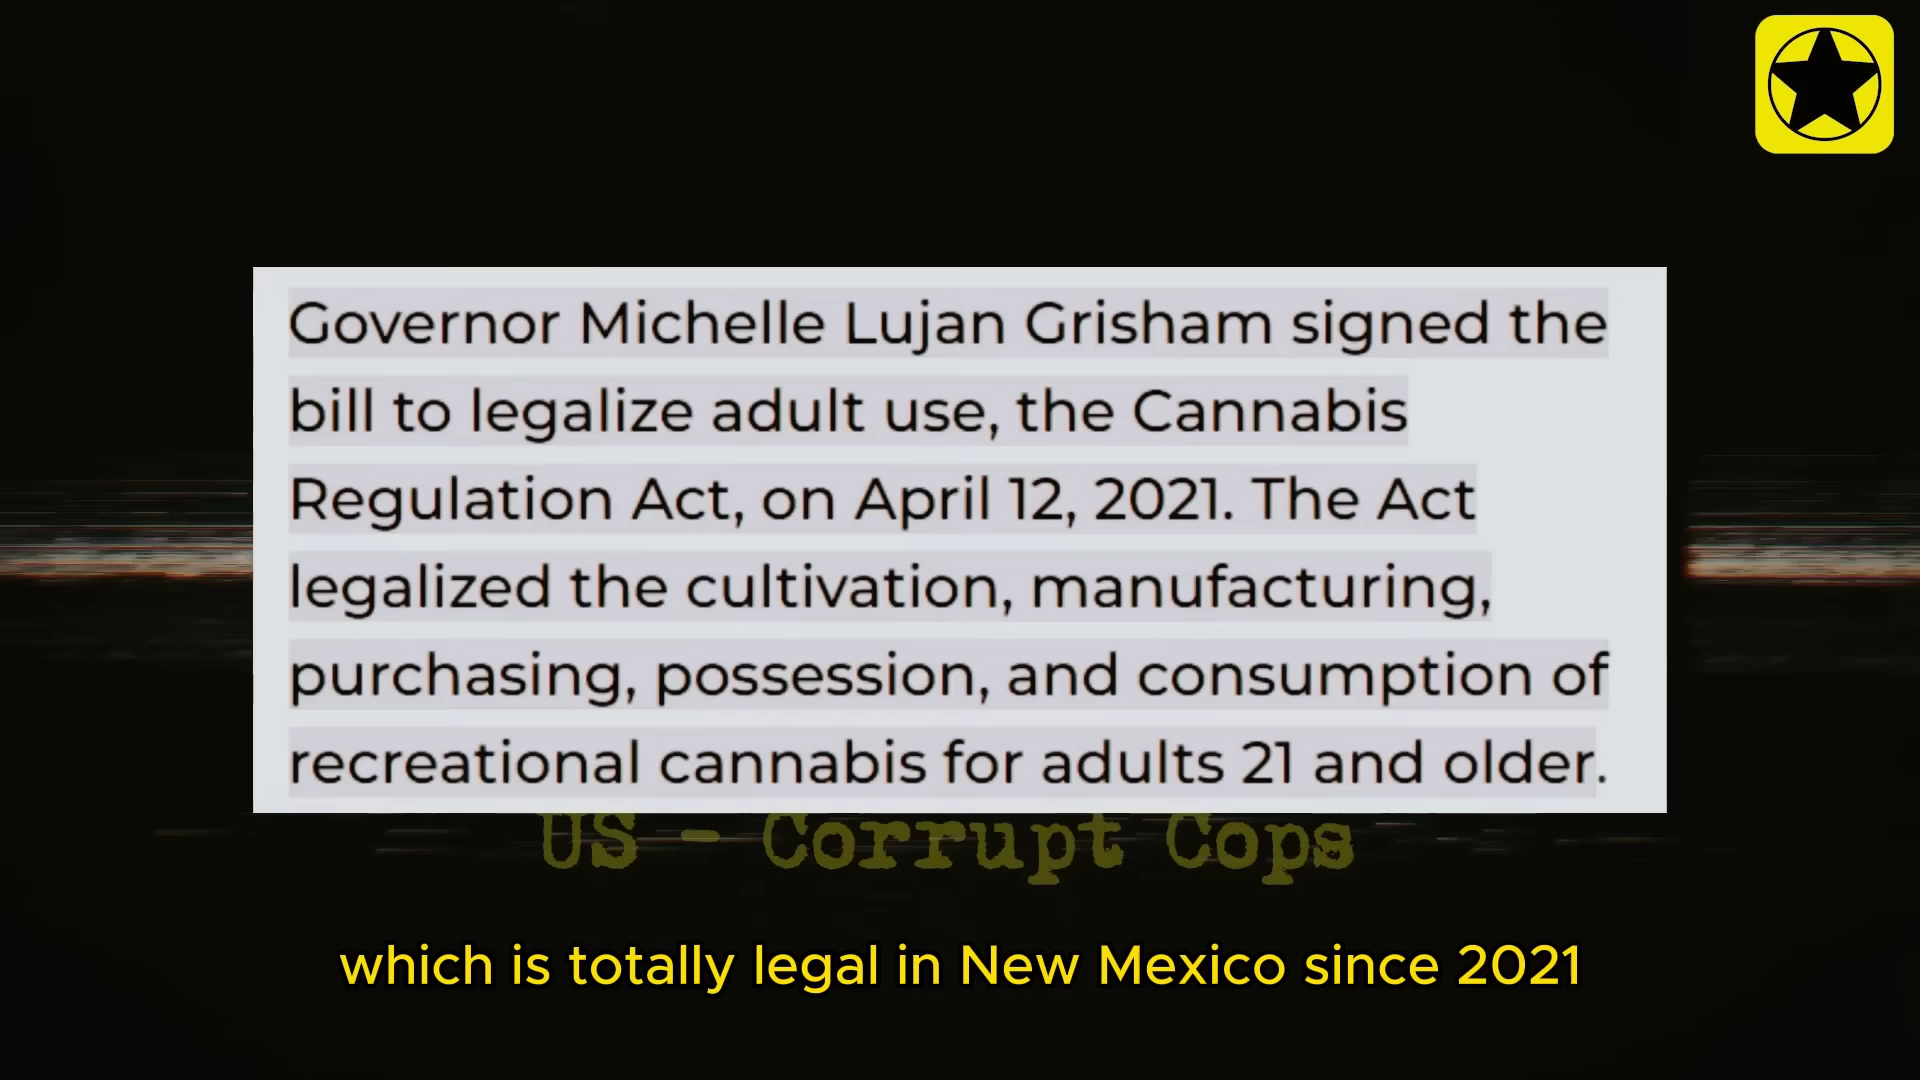 Governor Michelle Lujan Grisham signed the
bill to legalize adult use, the Cannabis
Regulation Act, on April 12, 2021. The Act
legalized the cultivation, manufacturing,
purchasing, possession, and consumption of
recreational cannabis for adults 21 and older.
US - Corrupt Cops
which is totally legal in New Mexico since 2021